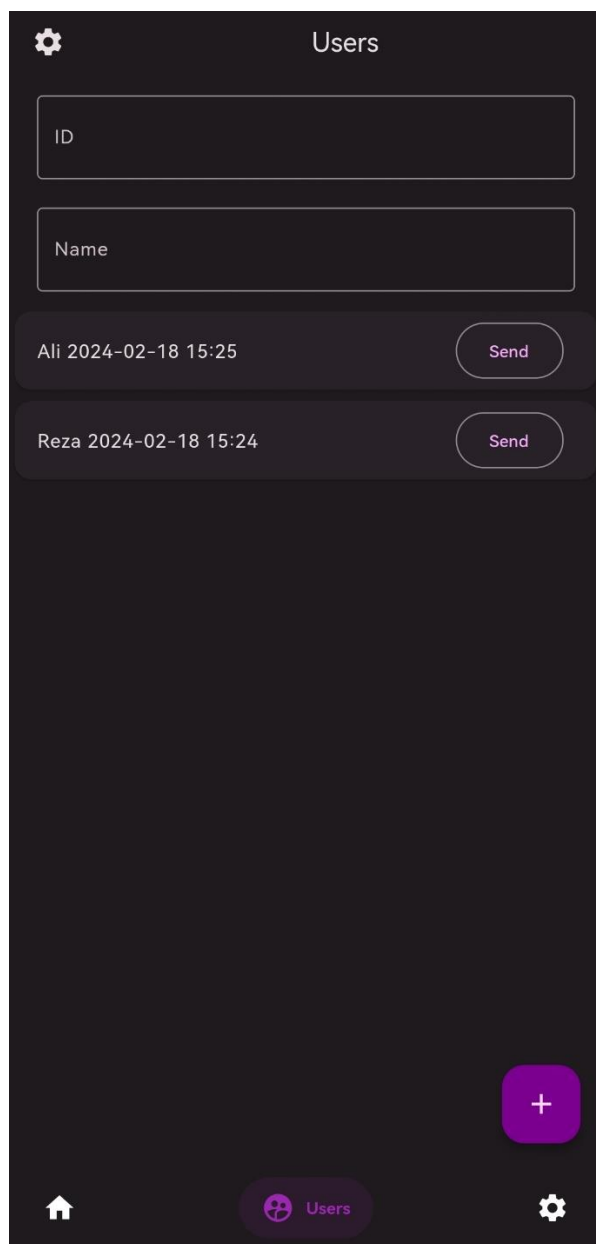 Users
ID
Name
Ali 2024-02-18 15:25 Send
Reza 2024-02-18 15:24 Send
+
Users